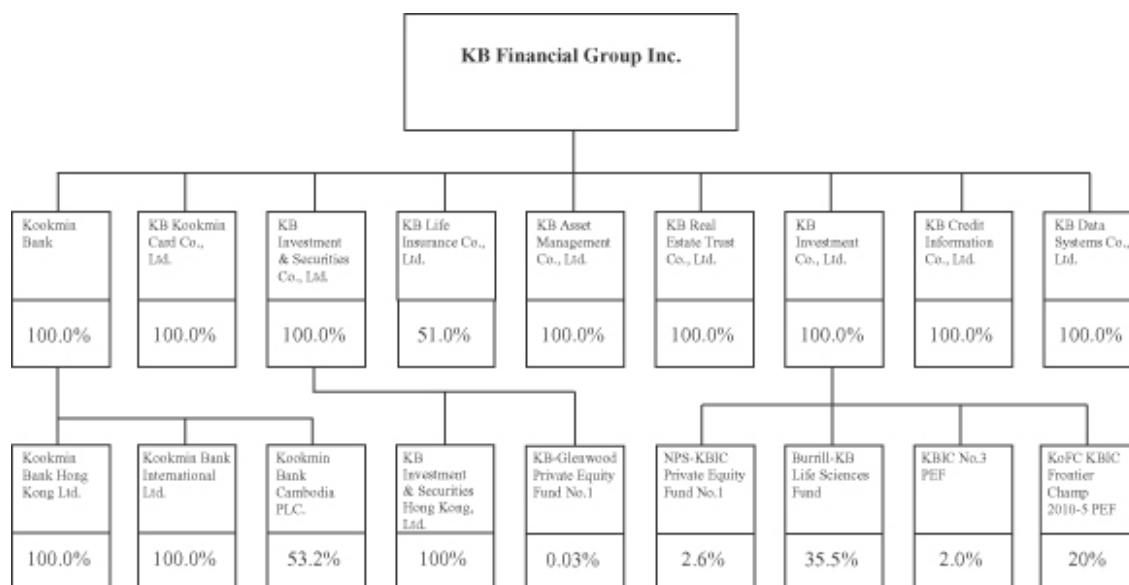 KB Financial Group Inc.
Kookmin
Bank
100.0%
KB Kookmin
Card Co.,
Ltd.
100.0%
KB
Investment
& Securities
Co., Ltd.
100.0%
KB Life
Insurance Co.,
Ltd.
51.0%
KB Asset
Management
Co., Ltd.
100.0%
KB Real
Estate Trust
Co., Ltd.
100.0%
KB
Investment
Co., Ltd.
100.0%
KB Credit
Information
Co., Ltd.
100.0%
KB Data
Systems Co.,
Ltd.
100.0%
Kookmin
Bank Hong
Kong Ltd.
100.0%
Kookmin Bank
International
Ltd.
100.0%
Kookmin
Bank
Cambodia
PLC.
53.2%
KB
Investment
& Securities
Hong Kong,
Ltd.
100%
KB-Glenwood
Private Equity
Fund No.1
0.03%
NPS-KBIC
Private Equity
Fund No.1
2.6%
Burrill-KB
Life Sciences
Fund
35.5%
KBIC No.3
PEF
2.0%
KoFC KBIC
Frontier
Champ
2010-5 PEF
20%